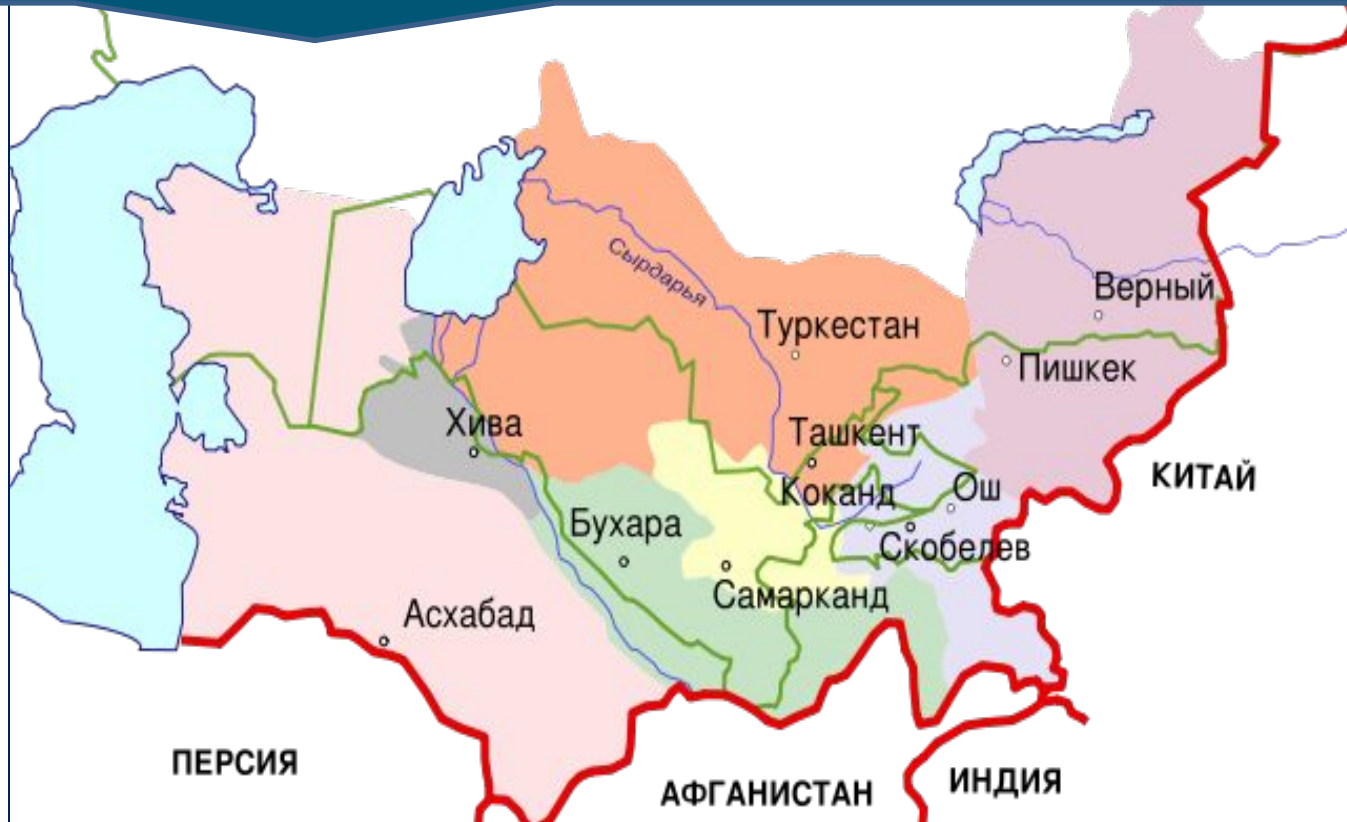 Сырдарья
Верный
Туркестан
Пишкек
Хива
Ташкент
КИТАЙ
Коканд
Ош
Бухара
Скобелев
Самарканд
Асхабад
ПЕРСИЯ
АФГАНИСТАН
ИНДИЯ